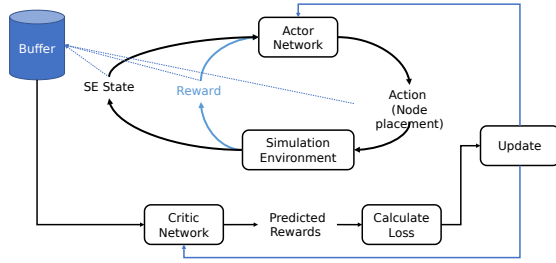 Actor
Network
Buffer
SE State
Reward
Action
(Node
placement)
Simulation
Environment
Update
Critic
Network
Predicted
Rewards
Calculate
Loss